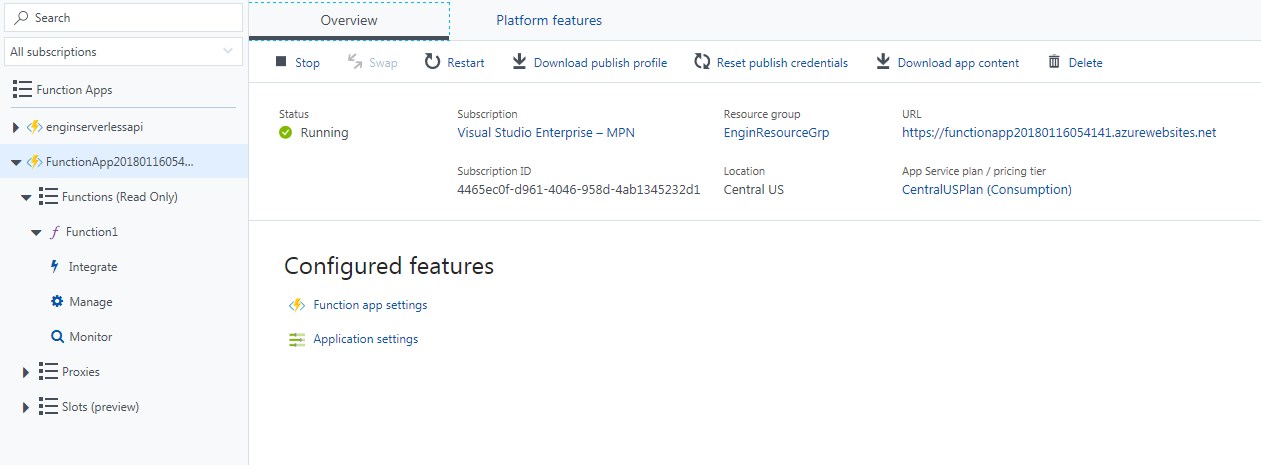 Search
All subscriptions
Function Apps
enginserverlessapi
FunctionApp20180116054...
Functions (Read Only)
Function1
Integrate
Manage
Monitor
Proxies
Slots (preview)
Overview Platform features
Stop Swap Restart Download publish profile Reset publish credentials Download app content Delete
Status Subscription Resource group URL
Running Visual Studio Enterprise – MPN EnginResourceGrp https://functionapp20180116054141.azurewebsites.net
Subscription ID Location App Service plan / pricing tier
4465ec0f-d961-4046-958d-4ab1345232d1 Central US CentralUSPlan (Consumption)
Configured features
Function app settings
Application settings